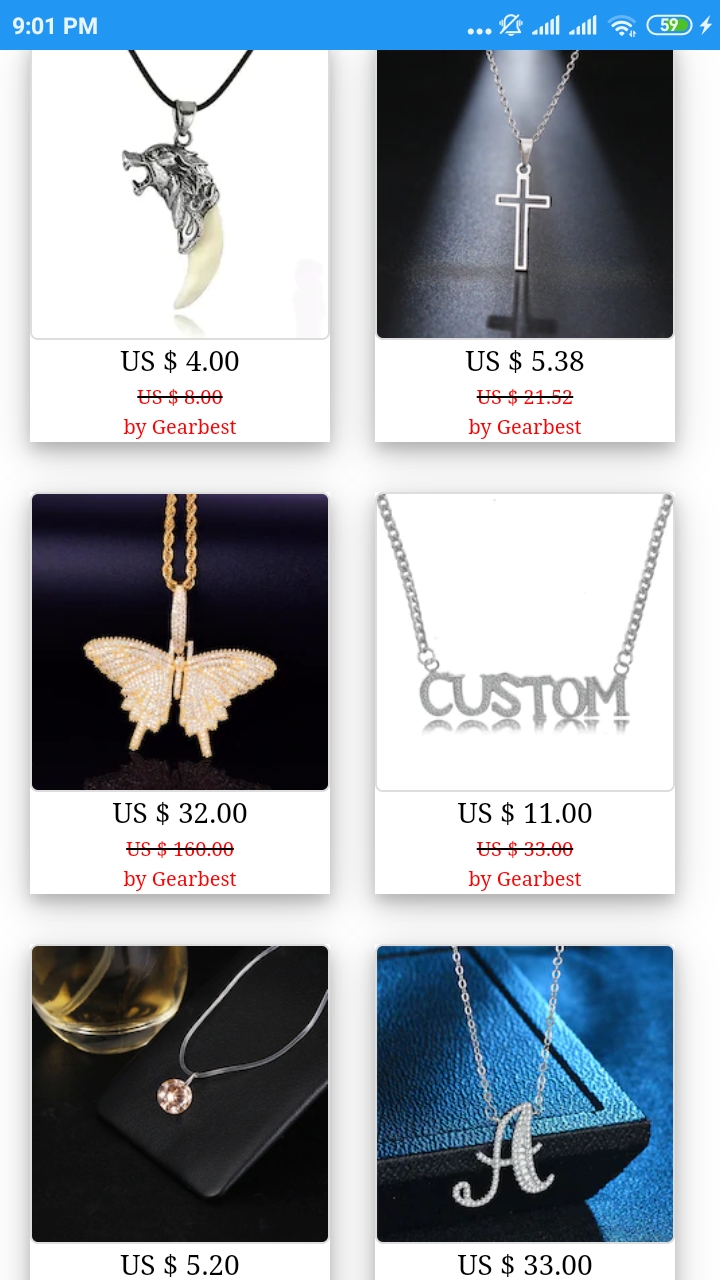 9:01 PM
59
US $ 4.00
US $ 8.00
by Gearbest
US $ 5.38
US $ 21.52
by Gearbest
US $ 32.00
US $ 160.00
by Gearbest
CUSTOM
US $ 11.00
US $ 33.00
by Gearbest
US $ 5.20
A
US $ 33.00